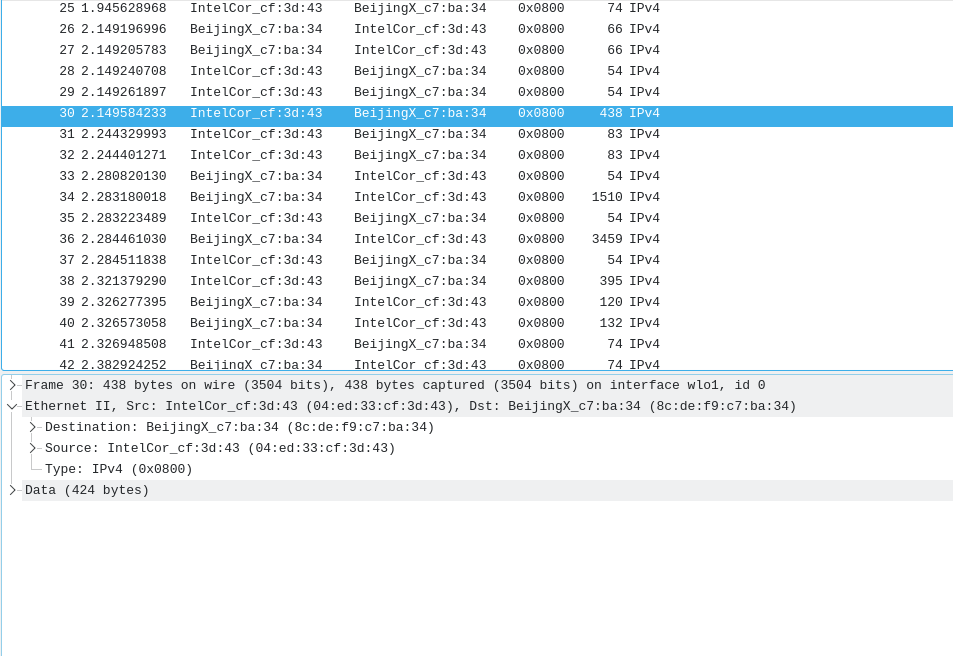 25 1.945628968 IntelCor_cf:3d:43 BeijingX_c7:ba:34 0x0800 74 IPv4
26 2.149196996 BeijingX_c7:ba:34 IntelCor_cf:3d:43 0x0800 66 IPv4
27 2.149205783 BeijingX_c7:ba:34 IntelCor_cf:3d:43 0x0800 66 IPv4
28 2.149240708 IntelCor_cf:3d:43 BeijingX_c7:ba:34 0x0800 54 IPv4
29 2.149261897 IntelCor_cf:3d:43 BeijingX_c7:ba:34 0x0800 54 IPv4
30 2.149584233 IntelCor_cf:3d:43 BeijingX_c7:ba:34 0x0800 438 IPv4
31 2.244329993 IntelCor_cf:3d:43 BeijingX_c7:ba:34 0x0800 83 IPv4
32 2.244401271 IntelCor_cf:3d:43 BeijingX_c7:ba:34 0x0800 83 IPv4
33 2.280820130 BeijingX_c7:ba:34 IntelCor_cf:3d:43 0x0800 54 IPv4
34 2.283180018 BeijingX_c7:ba:34 IntelCor_cf:3d:43 0x0800 1510 IPv4
35 2.283223489 IntelCor_cf:3d:43 BeijingX_c7:ba:34 0x0800 54 IPv4
36 2.284461030 BeijingX_c7:ba:34 IntelCor_cf:3d:43 0x0800 3459 IPv4
37 2.284511838 IntelCor_cf:3d:43 BeijingX_c7:ba:34 0x0800 54 IPv4
38 2.321379290 IntelCor_cf:3d:43 BeijingX_c7:ba:34 0x0800 395 IPv4
39 2.326277395 BeijingX_c7:ba:34 IntelCor_cf:3d:43 0x0800 120 IPv4
40 2.326573058 BeijingX_c7:ba:34 IntelCor_cf:3d:43 0x0800 132 IPv4
41 2.326948508 IntelCor_cf:3d:43 BeijingX_c7:ba:34 0x0800 74 IPv4
42 2.382924252 BeijingX_c7:ba:34 IntelCor_cf:3d:43 0x0800 74 IPv4
Frame 30: 438 bytes on wire (3504 bits), 438 bytes captured (3504 bits) on interface wlo1, id 0
Ethernet II, Src: IntelCor_cf:3d:43 (04:ed:33:cf:3d:43), Dst: BeijingX_c7:ba:34 (8c:de:f9:c7:ba:34)
Destination: BeijingX_c7:ba:34 (8c:de:f9:c7:ba:34)
Source: IntelCor_cf:3d:43 (04:ed:33:cf:3d:43)
Type: IPv4 (0x0800)
Data (424 bytes)